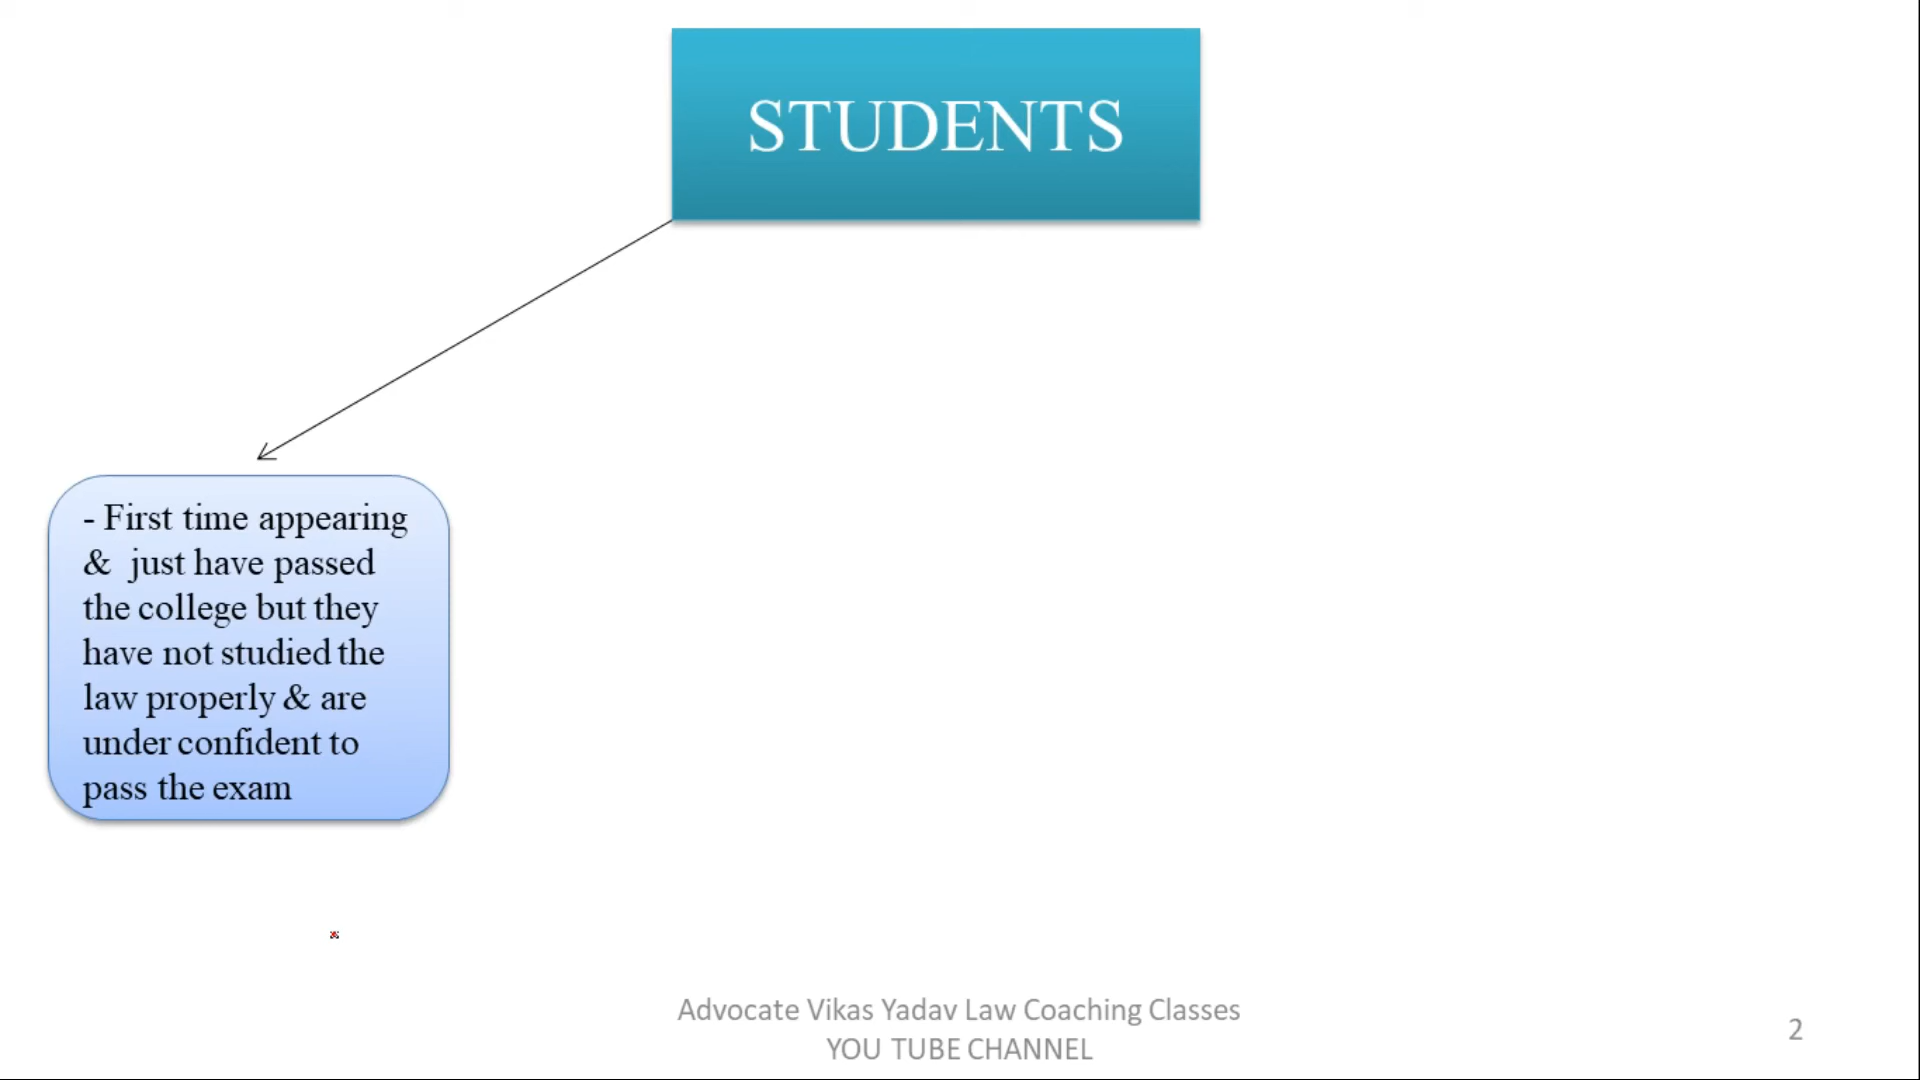 STUDENTS
- First time appearing
& just have passed
the college but they
have not studied the
law properly & are
under confident to
pass the exam
Advocate Vikas Yadav Law Coaching Classes
YOU TUBE CHANNEL
2